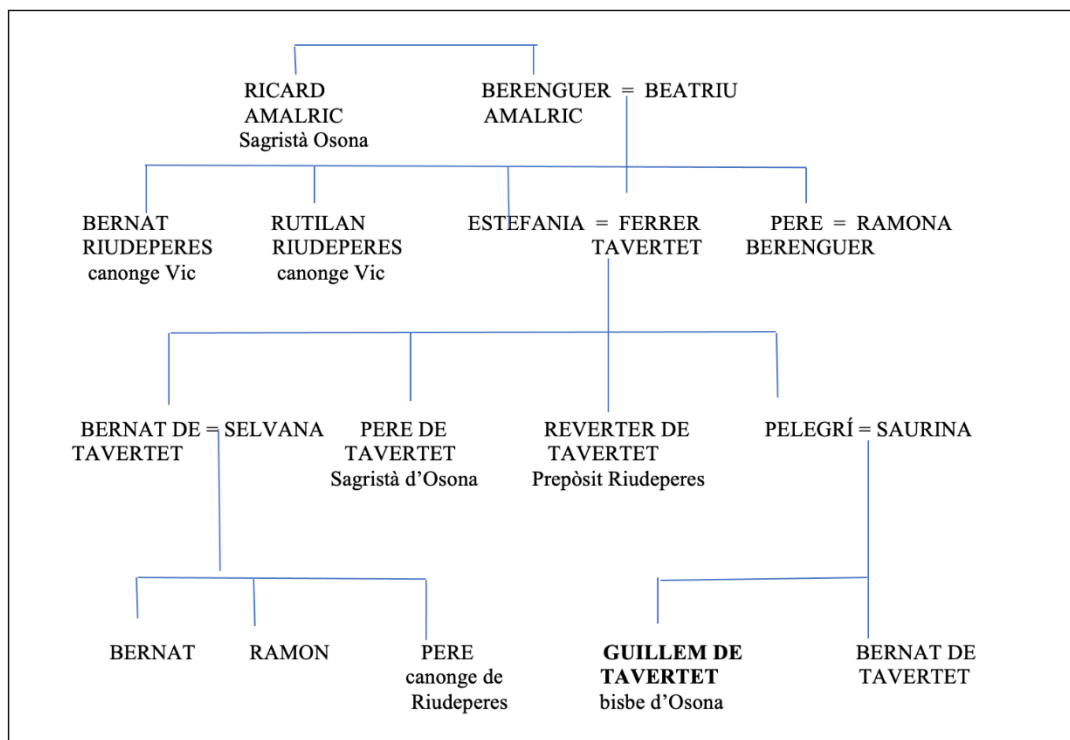 RICARD
AMALRIC
Sagristà Osona
BERENGUER = BEATRIU
AMALRIC
BERNAT
RIUDEPERES
canonge Vic
RUTILAN
RIUDEPERES
canonge Vic
ESTEFANIA = FERRER
TAVERTET
PERE = RAMONA
BERENGUER
BERNAT DE = SELVANA
TAVERTET
PERE DE
TAVERTET
Sagristà d’Osona
REVERTER DE
TAVERTET
Prepòsit Riudeperes
PELEGRÍ = SAURINA
BERNAT
RAMON
PERE
canonge de
Riudeperes
GUILLEM DE
TAVERTET
bisbe d’Osona
BERNAT DE
TAVERTET